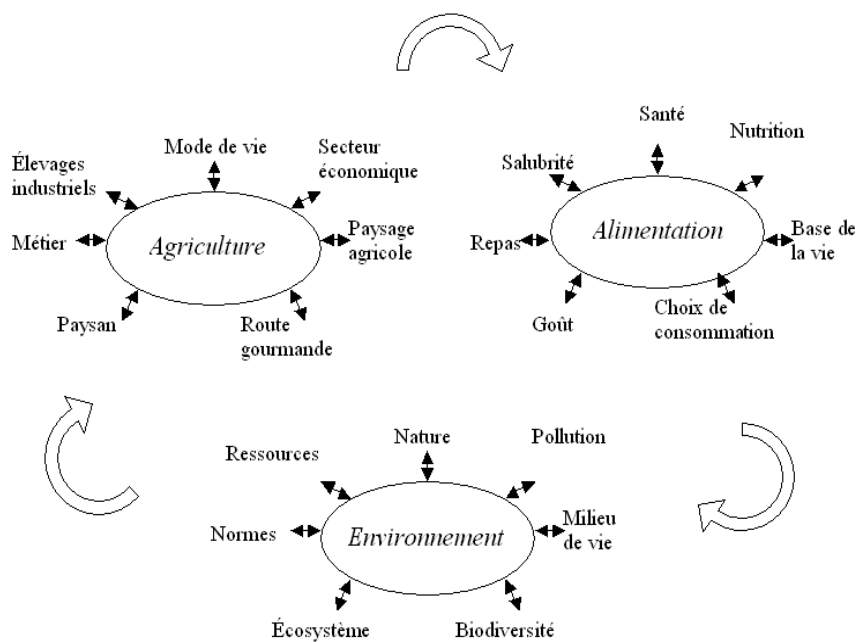 Mode de vie
Élevages
industriels
Secteur
économique
Métier
Agriculture
Paysage
agricole
Paysan
Route
gourmande
Santé
Nutrition
Salubrité
Repas
Alimentation
Base de
la vie
Goût
Choix de
consommation
Nature
Pollution
Ressources
Normes
Environnement
Milieu
de vie
Écosystème
Biodiversité